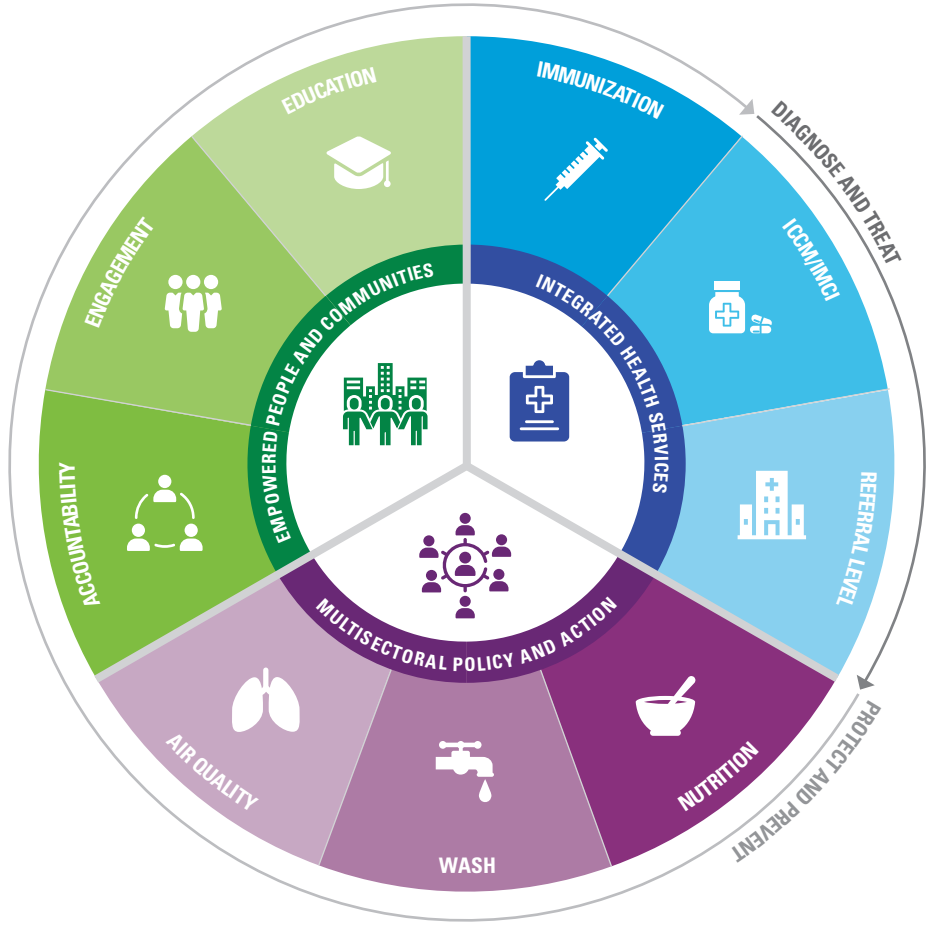 EDUCATION
IMMUNIZATION
DIAGNOSE AND TREAT
ENGAGEMENT
ICCM/IMCI
EMPOWERED PEOPLE AND COMMUNITIES
INTEGRATED HEALTH SERVICES
ACCOUNTABILITY
REFERRAL LEVEL
MULTISECTORAL POLICY AND ACTION
AIR QUALITY
WASH
NUTRITION
PROTECT AND PREVENT